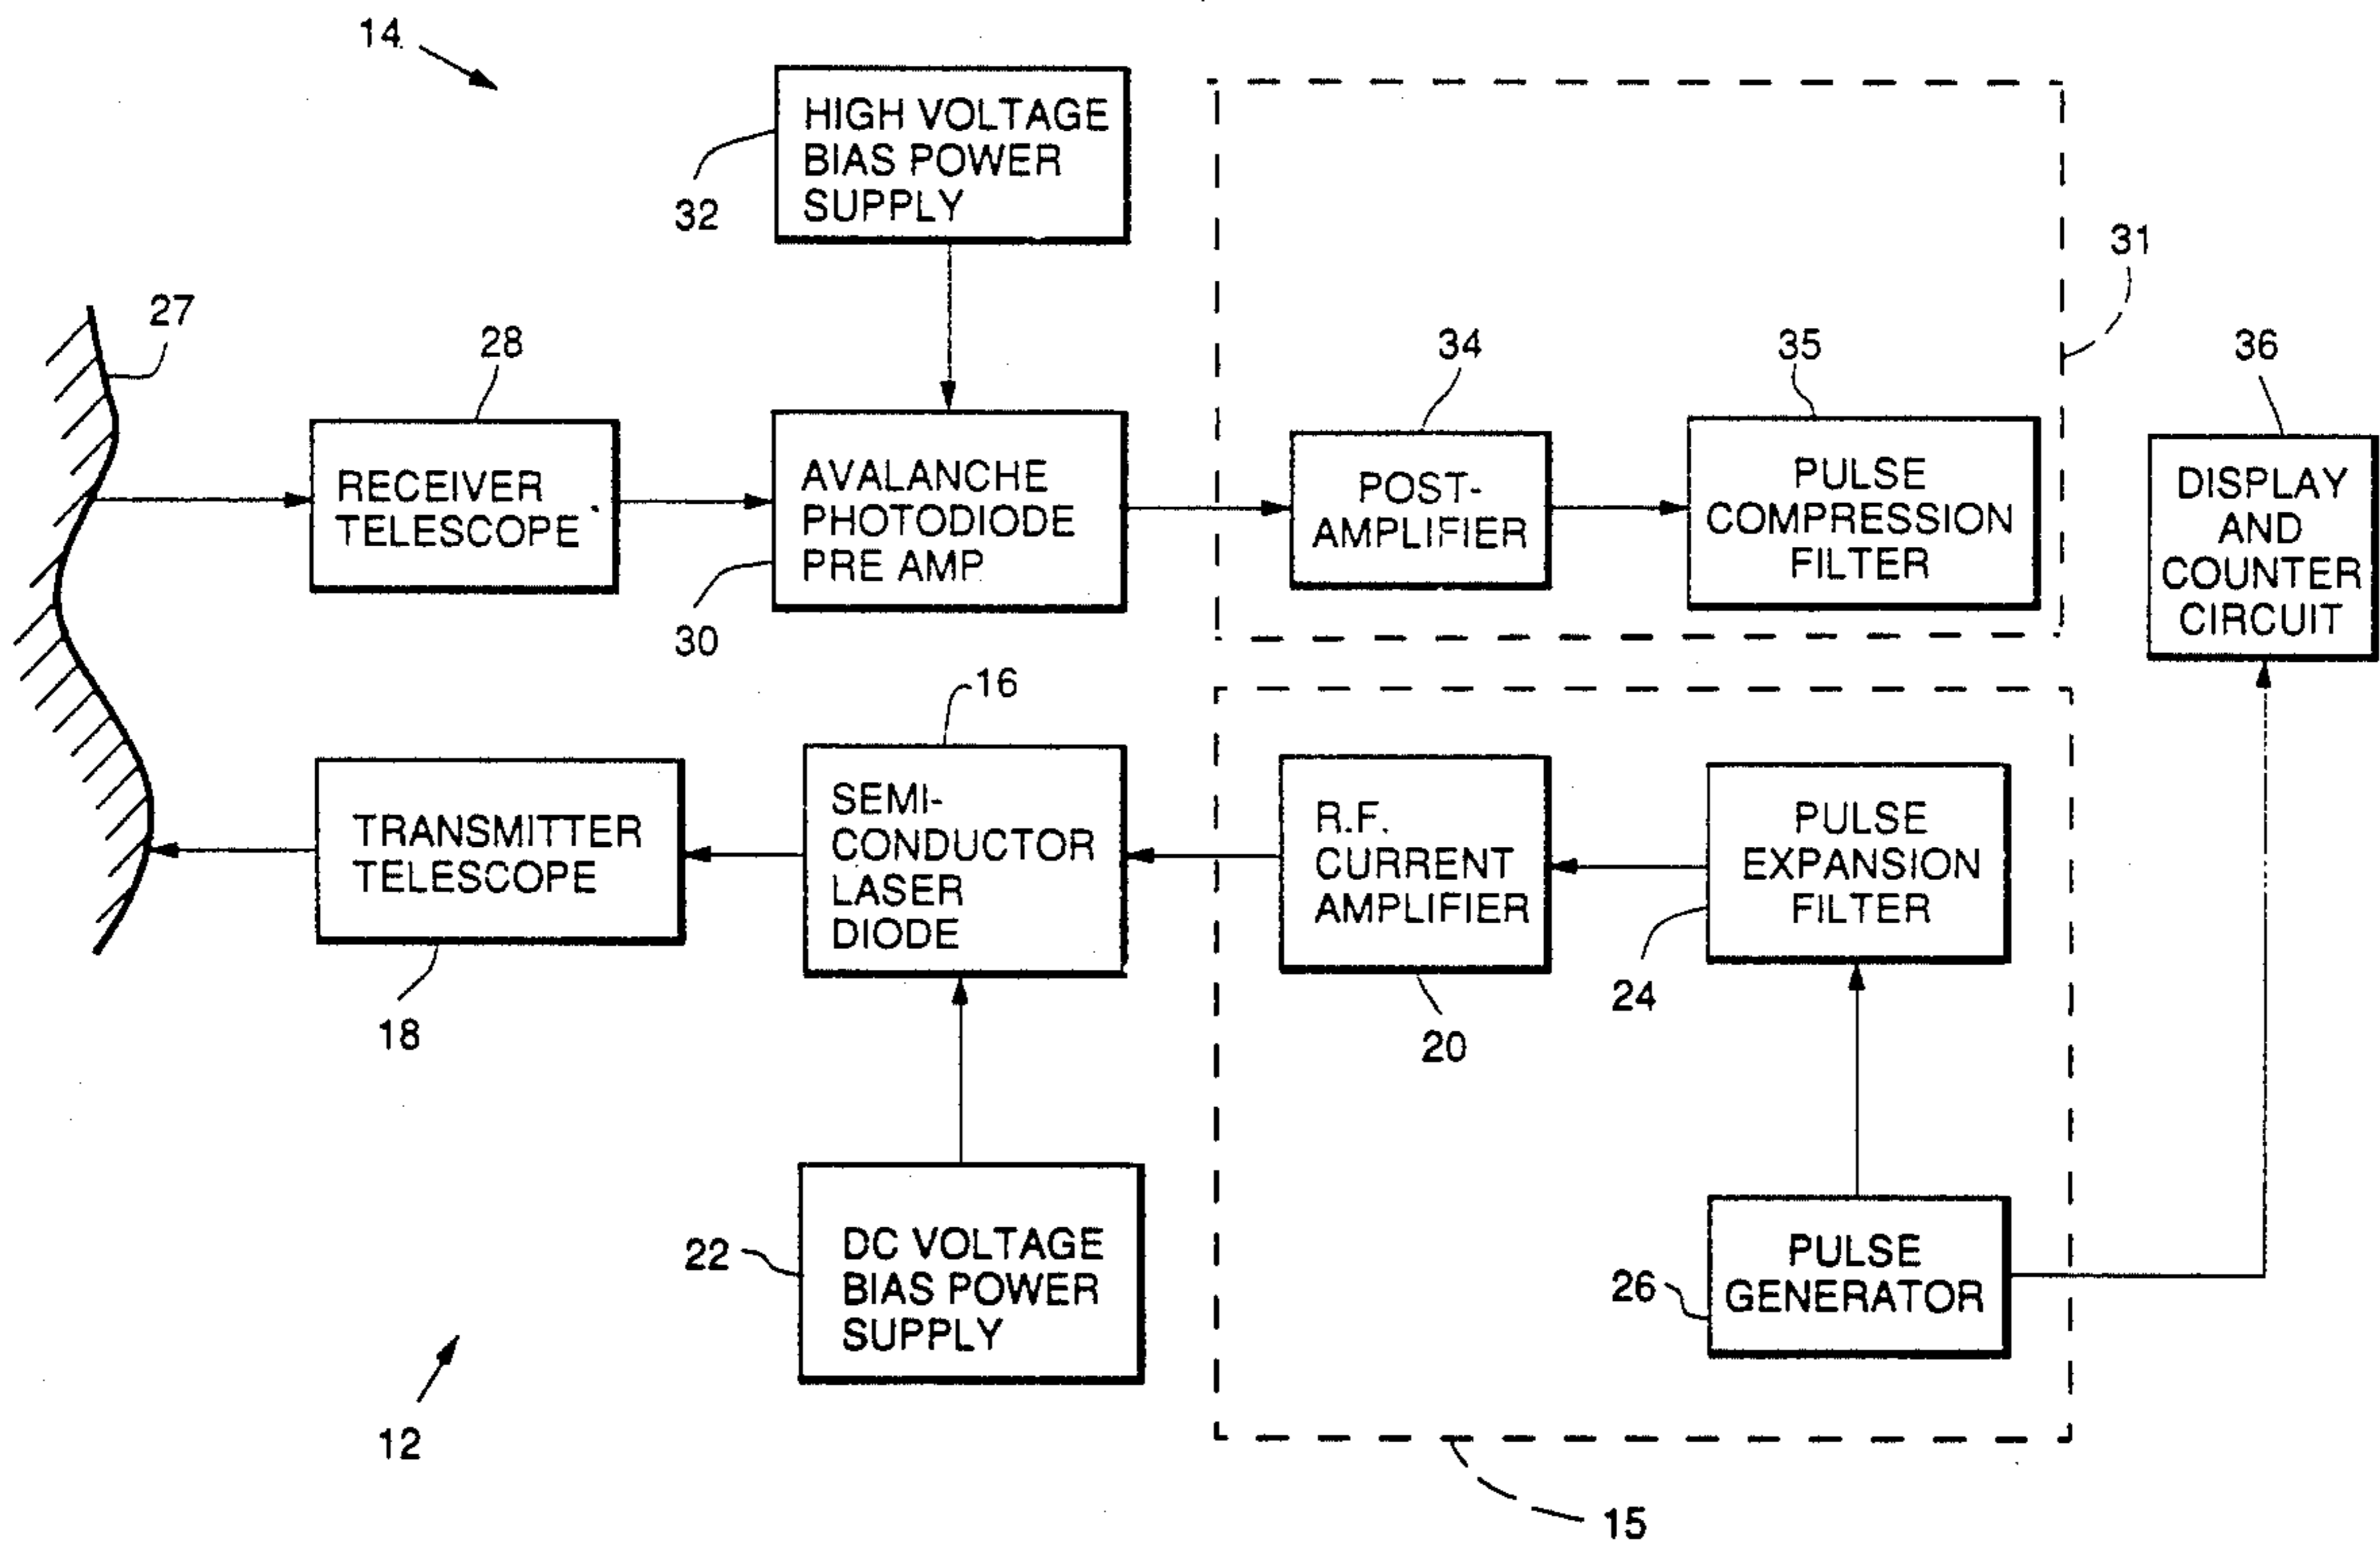 14
HIGH VOLTAGE
BIAS POWER
SUPPLY
32
31
27
28
34
35
36
RECEIVER
TELESCOPE
AVALANCHE
PHOTODIODE
PRE AMP
30
POST-
AMPLIFIER
PULSE
COMPRESSION
FILTER
DISPLAY
AND
COUNTER
CIRCUIT
16
TRANSMITTER
TELESCOPE
18
SEMI-
CONDUCTOR
LASER
DIODE
R.F.
CURRENT
AMPLIFIER
20
PULSE
EXPANSION
FILTER
24
22
DC VOLTAGE
BIAS POWER
SUPPLY
26
PULSE
GENERATOR
12
15